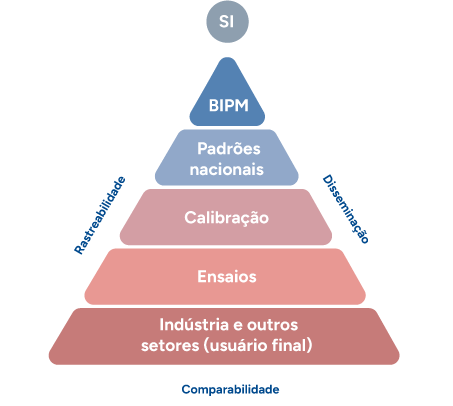 SI
BIPM
Padrões
nacionais
Rastreabilidade
Disseminação
Calibração
Ensaios
Indústria e outros
setores (usuário final)
Comparabilidade